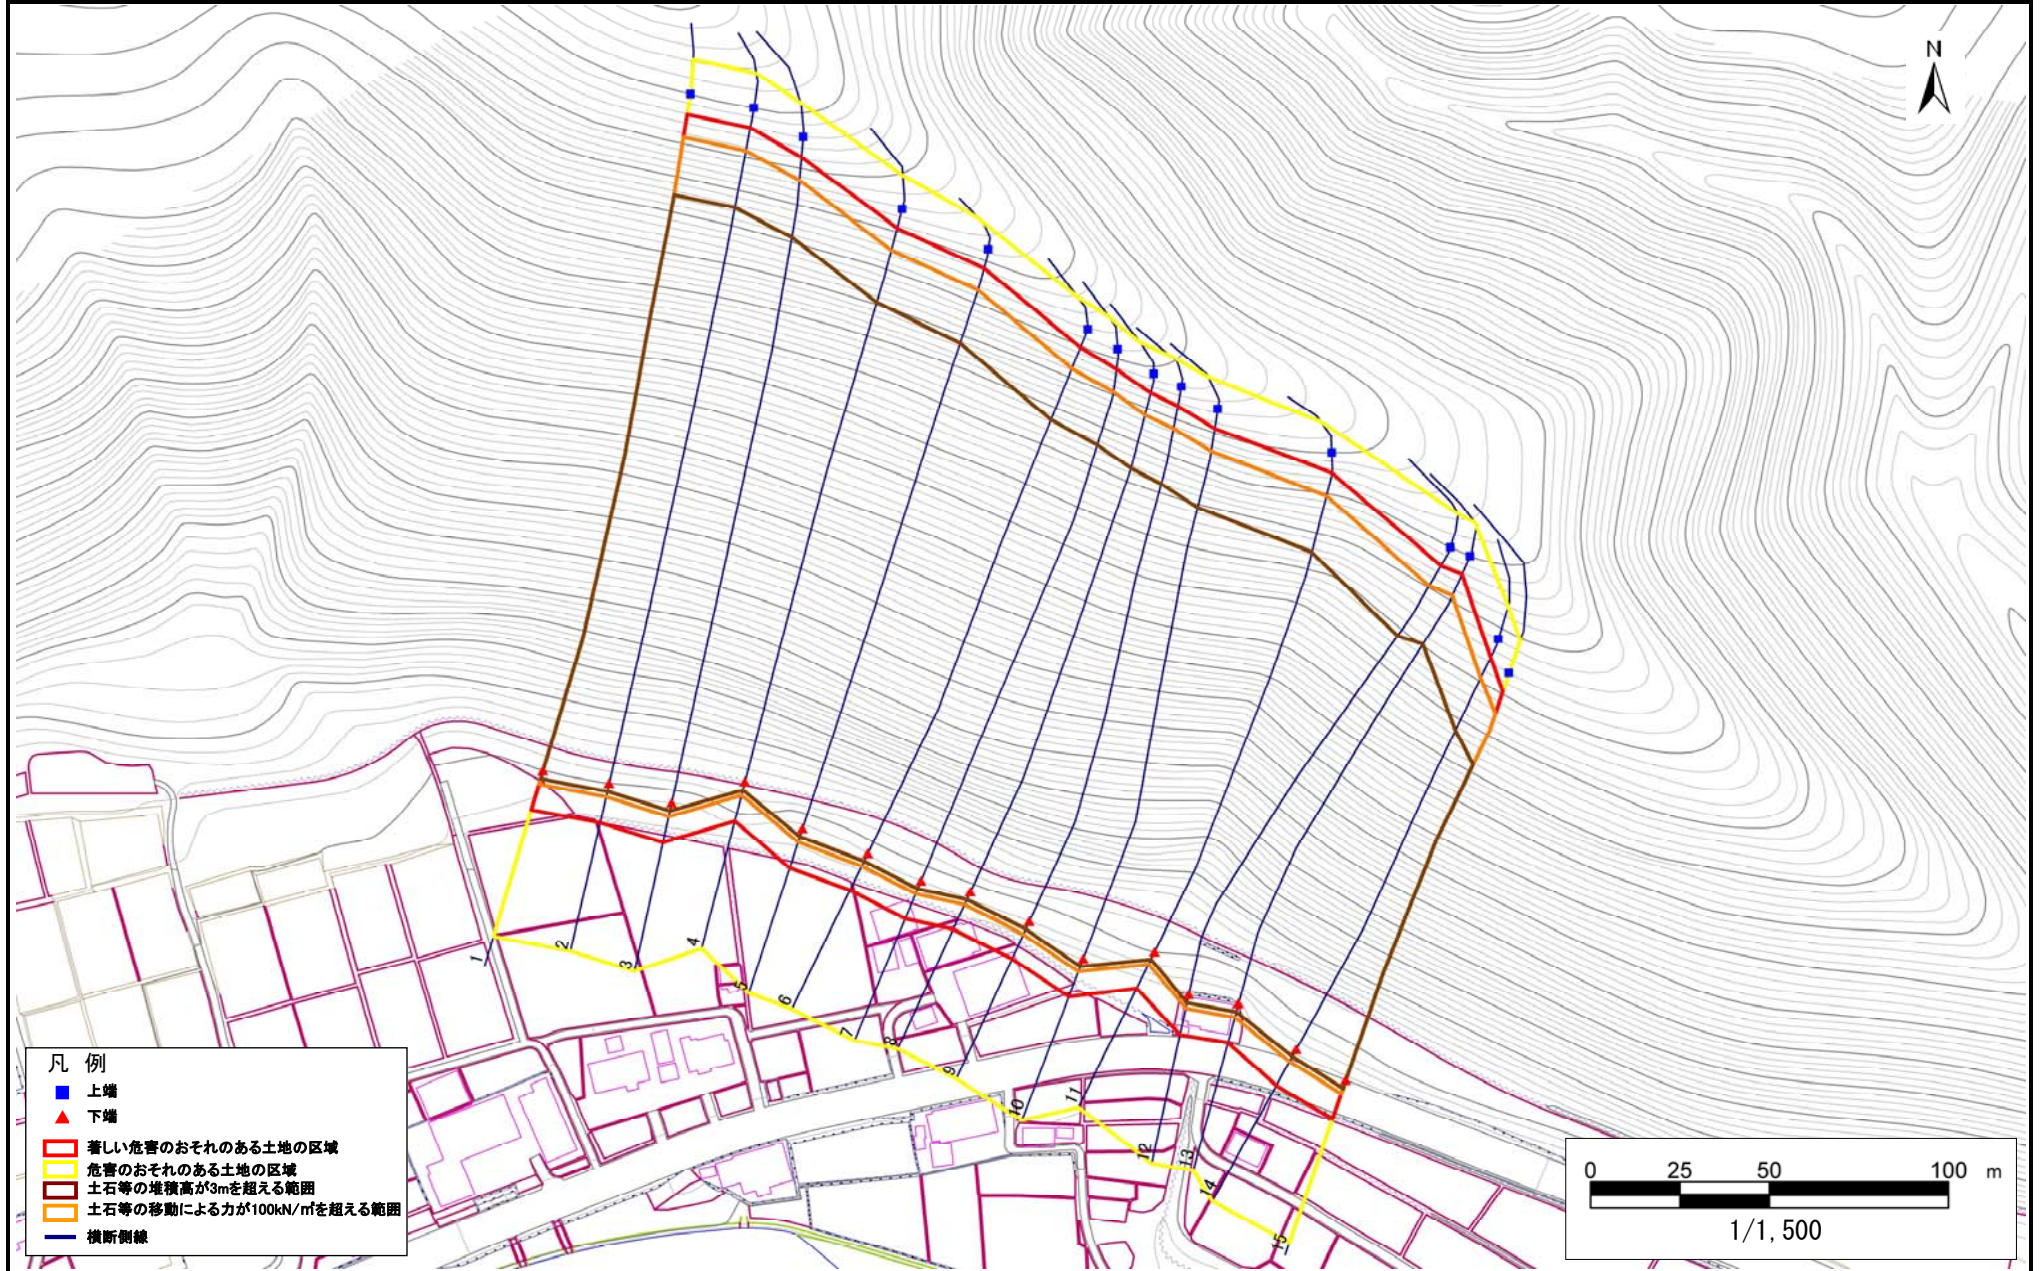 N
1
2
3
4
5
6
7
8
9
10
11
12
13
14
15
凡 例
上端
下端
著しい危害のおそれのある土地の区域
危害のおそれのある土地の区域
土石等の堆積高が3mを超える範囲
土石等の移動による力が100kN/㎡を超える範囲
横断側線
0 25 50 100 m
1/1,500